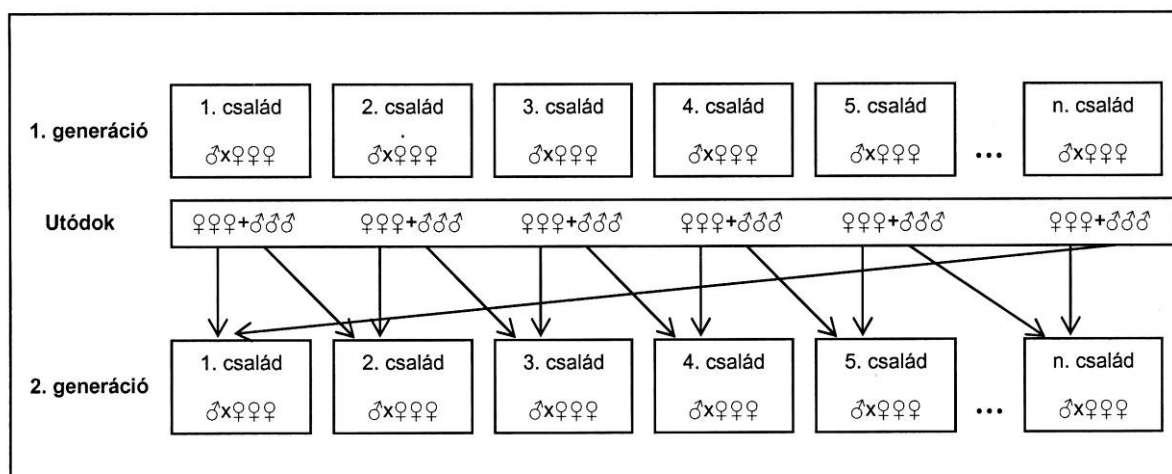 1. család 2. család 3. család 4. család 5. család n. család
1. generáció
♂x♀♀♀ ♂x♀♀♀ ♂x♀♀♀ ♂x♀♀♀ ♂x♀♀♀ ... ♂x♀♀♀
Utódok ♀♀♀+♂♂♂ ♀♀♀+♂♂♂ ♀♀♀+♂♂♂ ♀♀♀+♂♂♂ ♀♀♀+♂♂♂ ♀♀♀+♂♂♂
1. család 2. család 3. család 4. család 5. család n. család
2. generáció
♂x♀♀♀ ♂x♀♀♀ ♂x♀♀♀ ♂x♀♀♀ ♂x♀♀♀ ... ♂x♀♀♀